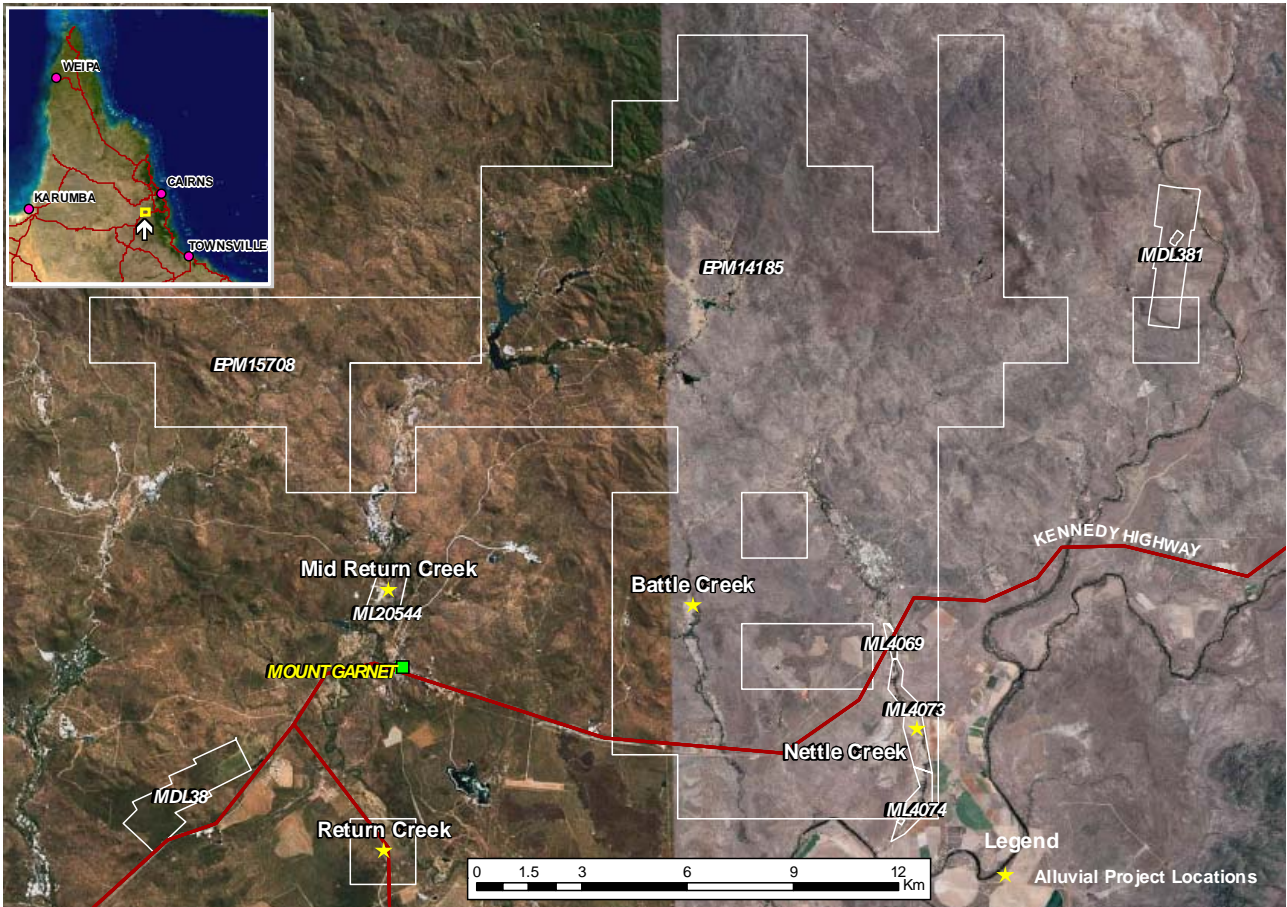 WEIPA
CAIRNS
KARUMBA
TOWNSVILLE
EPM14185
MDL381
EPM15708
KENNEDY HIGHWAY
Mid Return Creek
Battle Creek
ML20544
ML4069
MOUNT GARNET
ML4073
Nettle Creek
MDL38
ML4074
Return Creek
Legend
Alluvial Project Locations
0 1.5 3 6 9 12
Km